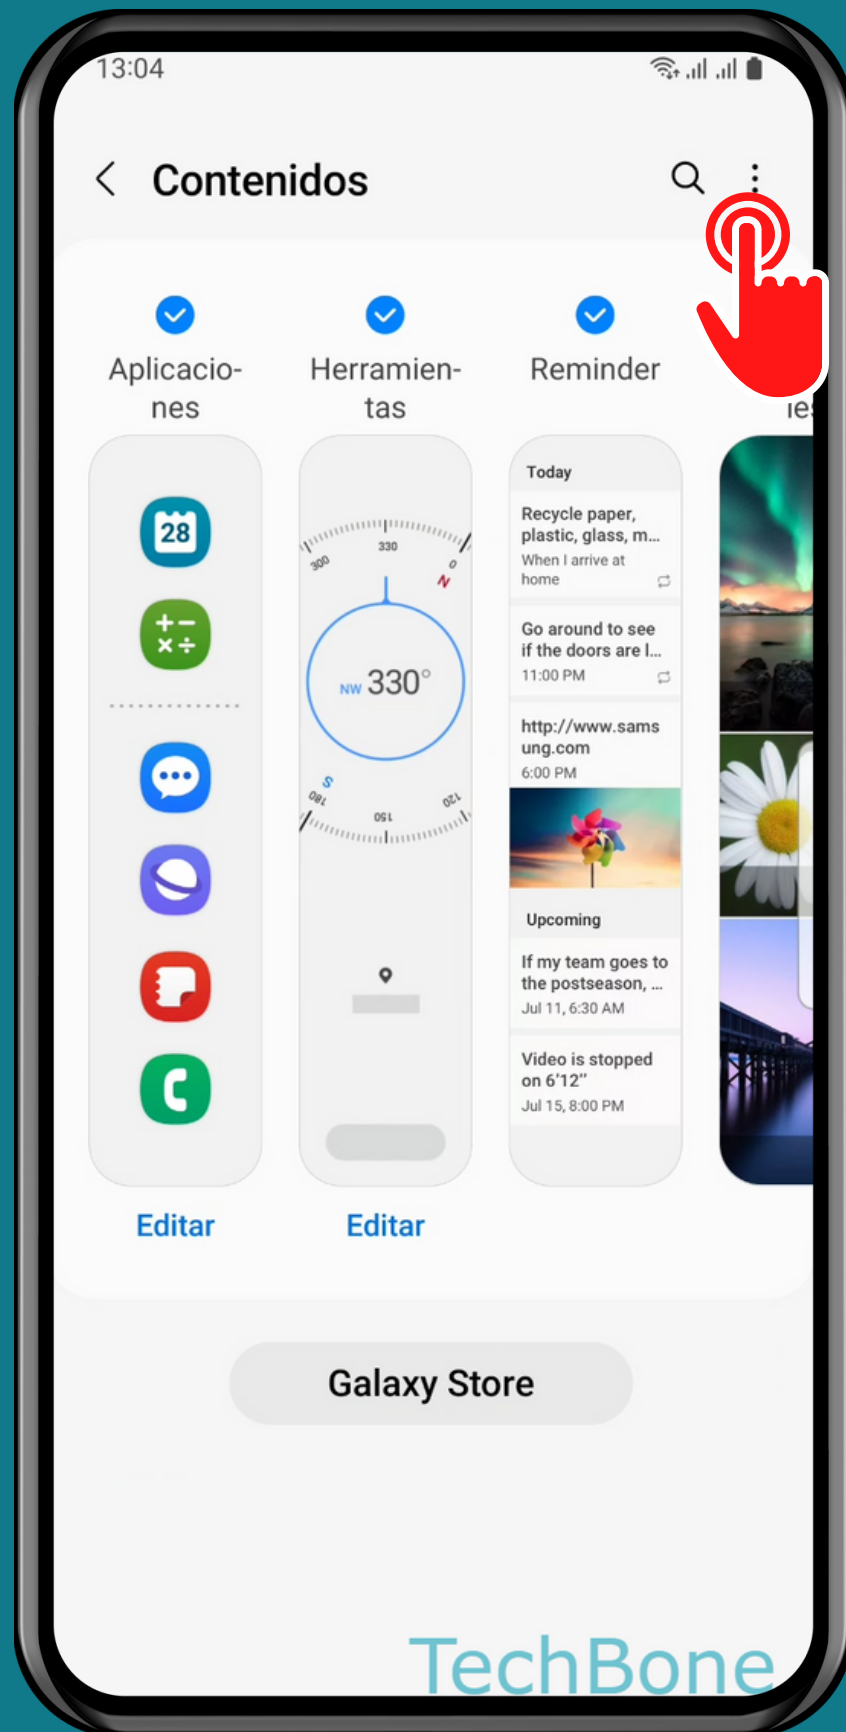 13:04
Contenidos
Aplicacio-
nes
Herramien-
tas
Reminder
28
300
330
0
N
NW 330°
S
180
150
120
Today
Recycle paper,
plastic, glass, m...
When I arrive at
home
Go around to see
if the doors are l...
11:00 PM
http://www.sams
ung.com
6:00 PM
Upcoming
If my team goes to
the postseason, ...
Jul 11, 6:30 AM
Video is stopped
on 6'12"
Jul 15, 8:00 PM
Editar
Editar
Galaxy Store
TechBone